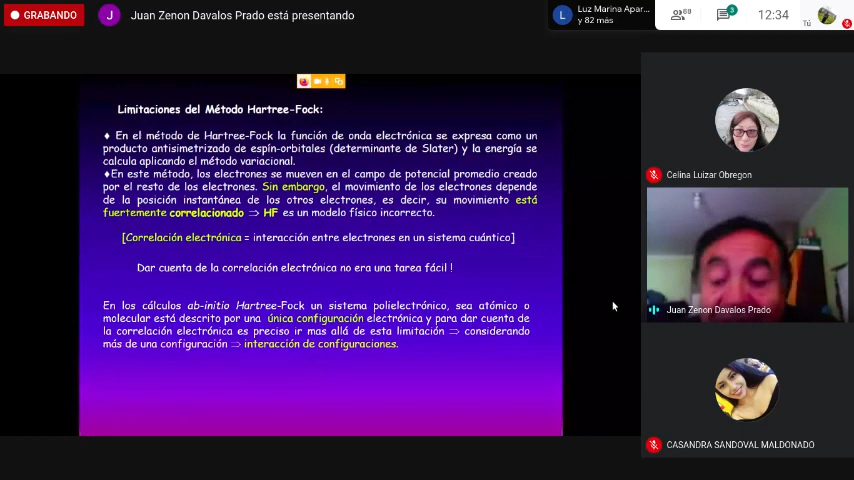 GRABANDO
J
Juan Zenon Davalos Prado está presentando
L
Luz Marina Apar...
y 82 más
88
3
12:34
Tú
Limitaciones del Método Hartree-Fock:
♦ En el método de Hartree-Fock la función de onda electrónica se expresa como un
producto antisimetrizado de espín-orbitales (determinante de Slater) y la energía se
calcula aplicando el método variacional.
♦En este método, los electrones se mueven en el campo de potencial promedio creado
por el resto de los electrones. Sin embargo, el movimiento de los electrones depende
de la posición instantánea de los otros electrones, es decir, su movimiento está
fuertemente correlacionado ⇒ HF es un modelo físico incorrecto.
[Correlación electrónica = interacción entre electrones en un sistema cuántico]
Dar cuenta de la correlación electrónica no era una tarea fácil !
En los cálculos ab-initio Hartree-Fock un sistema polielectrónico, sea atómico o
molecular está descrito por una única configuración electrónica y para dar cuenta de
la correlación electrónica es preciso ir mas allá de esta limitación ⇒ considerando
más de una configuración ⇒ interacción de configuraciones.
Celina Luizar Obregon
Juan Zenon Davalos Prado
CASANDRA SANDOVAL MALDONADO